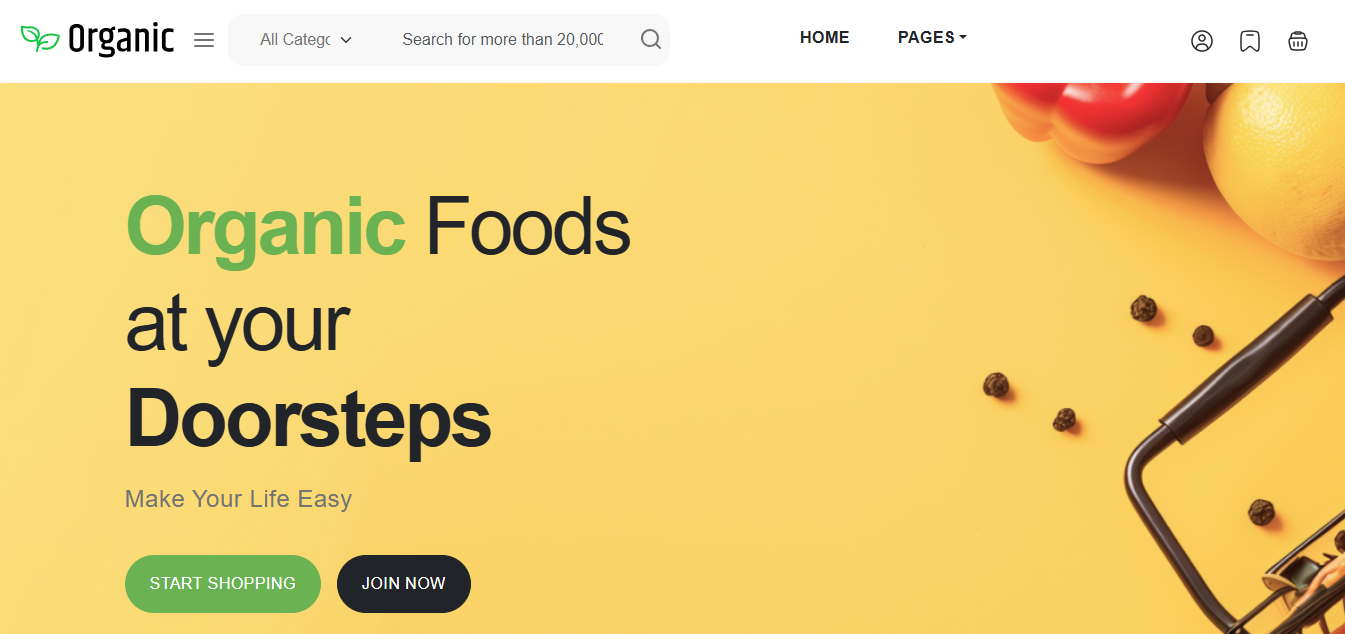 Organic
All Categ
Search for more than 20,000
HOME
PAGES
Organic Foods
at your
Doorsteps
Make Your Life Easy
START SHOPPING
JOIN NOW